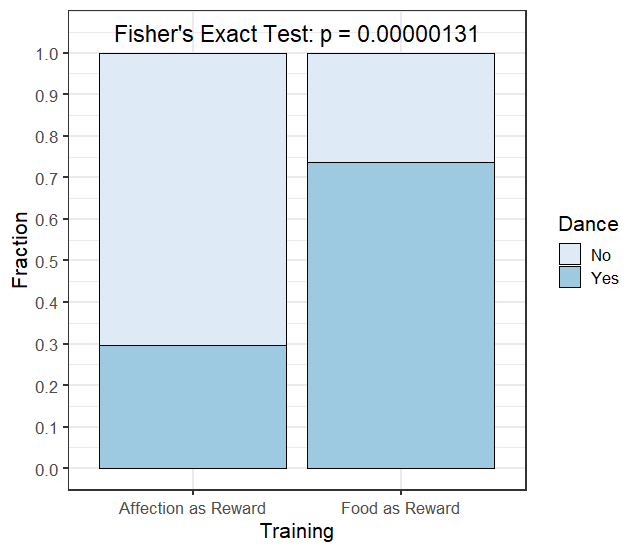 Fisher's Exact Test: p = 0.00000131
1.0
0.9
0.8
0.7
0.6
0.5
0.4
0.3
0.2
0.1
0.0
Fraction
Affection as Reward
Food as Reward
Training
Dance
No
Yes